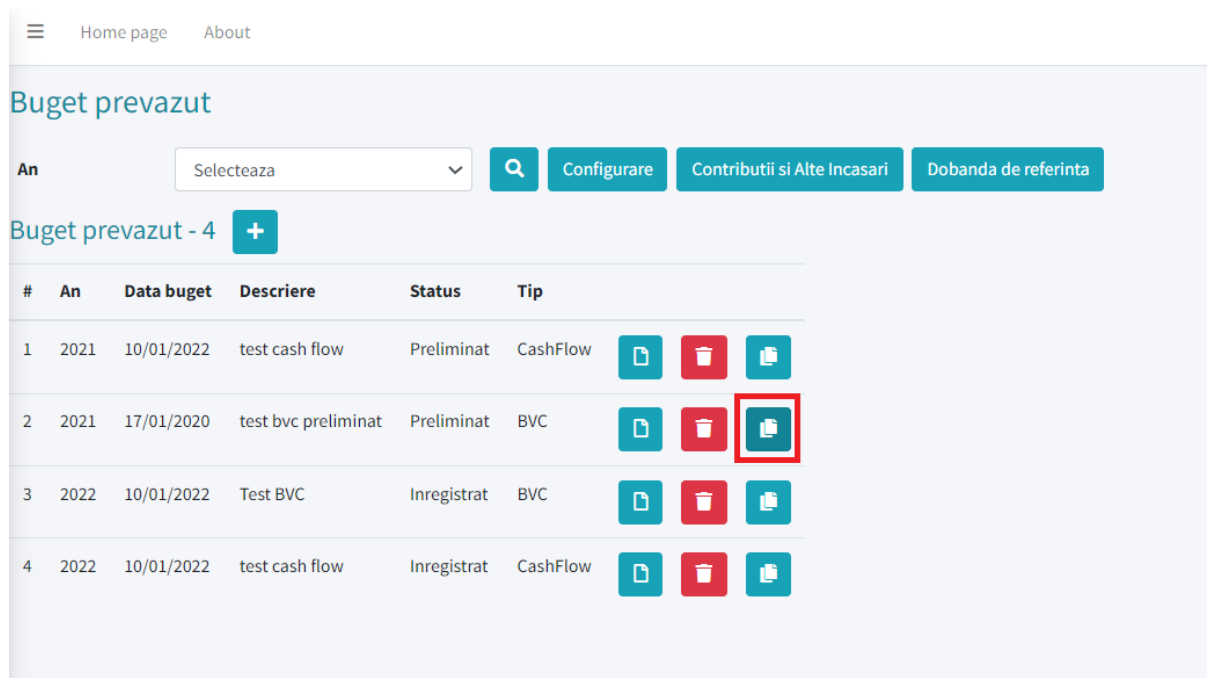 Home page About
Buget prevazut
An Selecteaza Configurare Contributii si Alte Incasari Dobanda de referinta
Buget prevazut - 4
# An Data buget Descriere Status Tip
1 2021 10/01/2022 test cash flow Preliminat CashFlow
2 2021 17/01/2020 test bvc preliminat Preliminat BVC
3 2022 10/01/2022 Test BVC Inregistrat BVC
4 2022 10/01/2022 test cash flow Inregistrat CashFlow